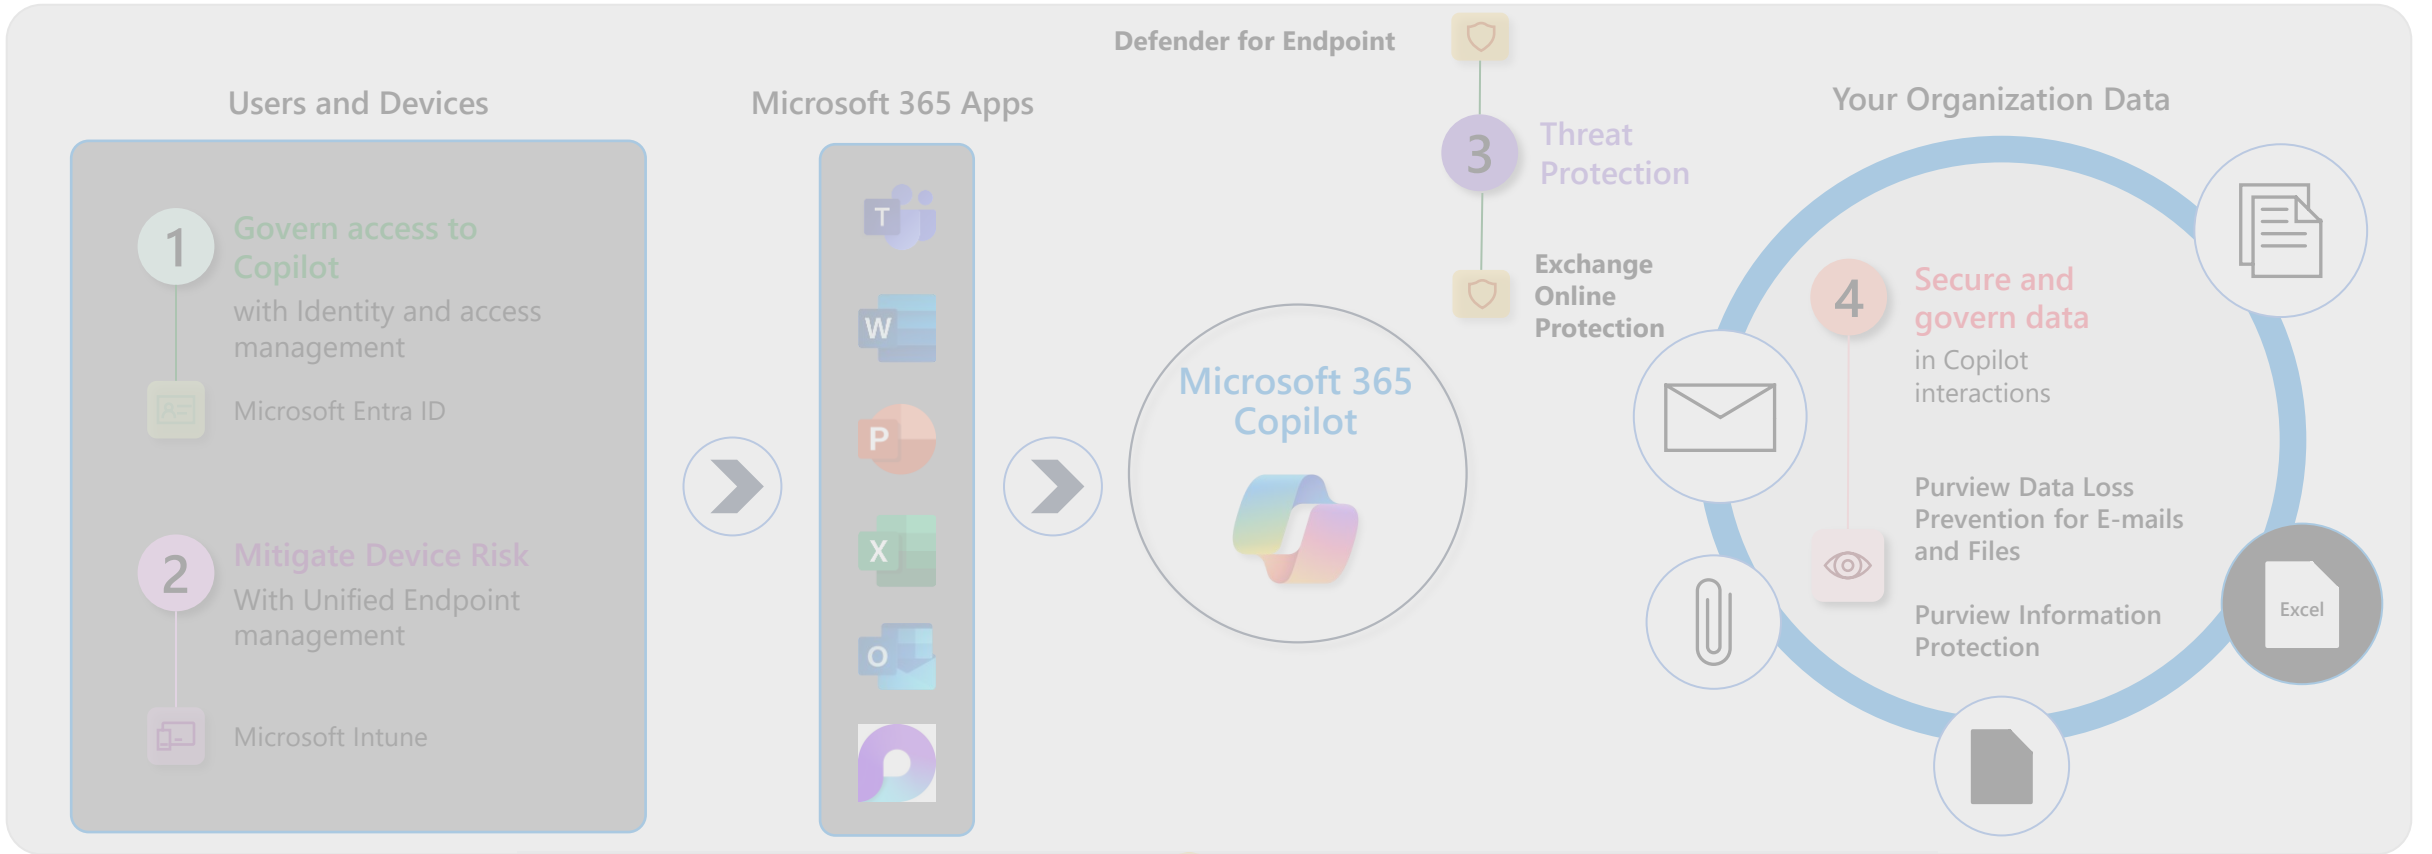 Defender for Endpoint
Users and Devices
Microsoft 365 Apps
Your Organization Data
1
Govern access to
Copilot
with Identity and access
management
Microsoft Entra ID
2
Mitigate Device Risk
With Unified Endpoint
management
Microsoft Intune
T
W
P
X
O
Microsoft 365
Copilot
3
Threat
Protection
Exchange
Online
Protection
4
Secure and
govern data
in Copilot
interactions
Purview Data Loss
Prevention for E-mails
and Files
Purview Information
Protection
Excel